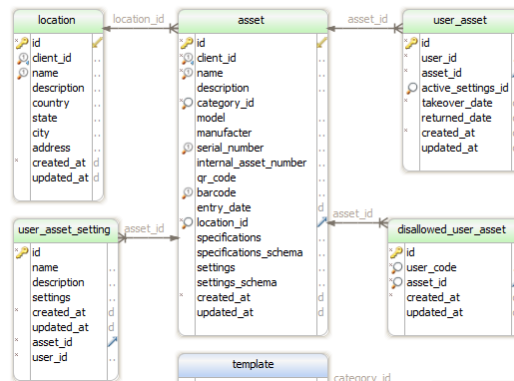 location
id
client_id
name
description
country
state
city
address
created_at
updated_at
location_id
asset
id
client_id
name
description
category_id
model
manufacter
serial_number
internal_asset_number
qr_code
barcode
entry_date
location_id
specifications
specifications_schema
settings
settings_schema
created_at
updated_at
asset_id
user_asset
id
user_id
asset_id
active_settings_id
takeover_date
returned_date
created_at
updated_at
user_asset_setting
id
name
description
settings
created_at
updated_at
asset_id
user_id
asset_id
asset_id
disallowed_user_asset
id
user_code
asset_id
created_at
updated_at
template
category_id